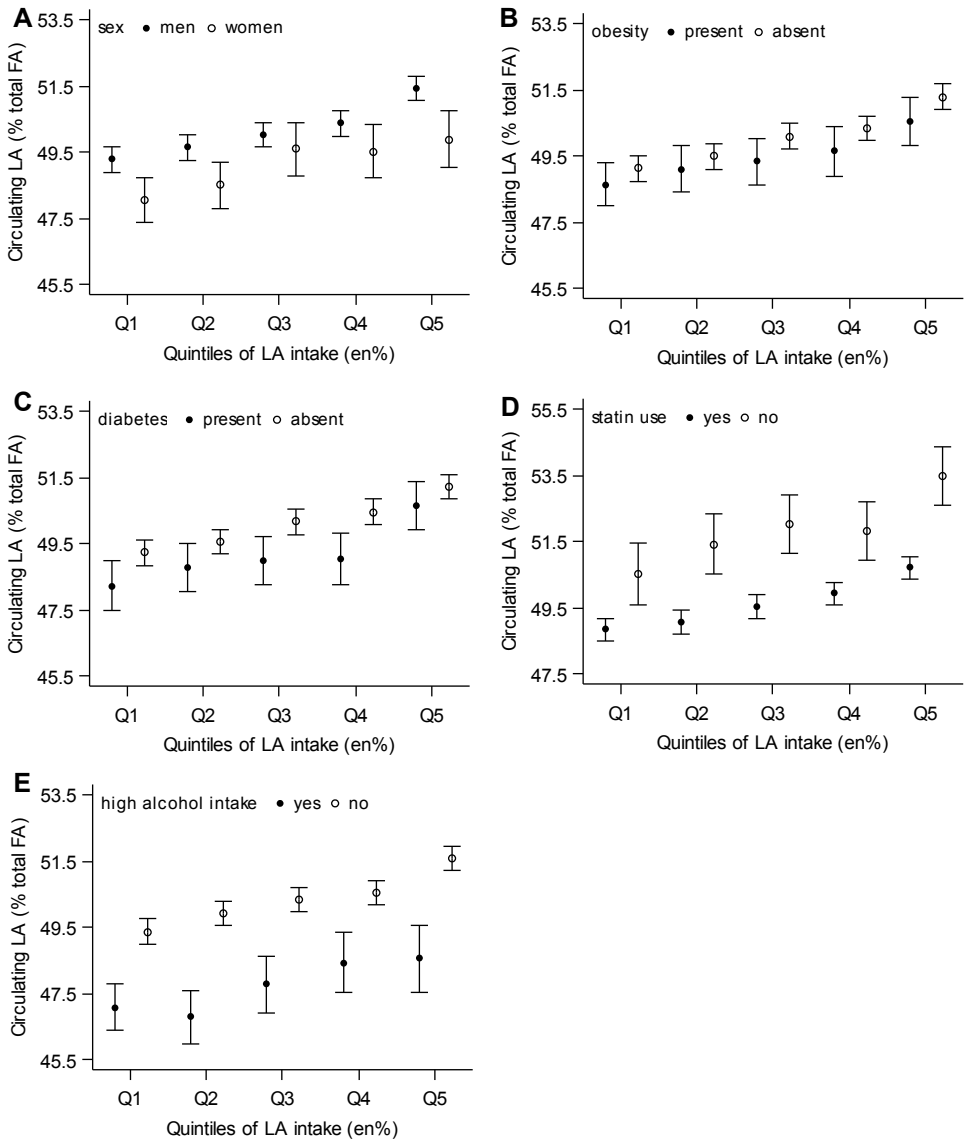 A
sex ● men ○ women
53.5
51.5
49.5
47.5
45.5
Circulating LA (% total FA)
Q1 Q2 Q3 Q4 Q5
Quintiles of LA intake (en%)
B
obesity ● present ○ absent
53.5
51.5
49.5
47.5
45.5
Circulating LA (% total FA)
Q1 Q2 Q3 Q4 Q5
Quintiles of LA intake (en%)
C
diabetes ● present ○ absent
53.5
51.5
49.5
47.5
45.5
Circulating LA (% total FA)
Q1 Q2 Q3 Q4 Q5
Quintiles of LA intake (en%)
D
statin use ● yes ○ no
55.5
53.5
51.5
49.5
47.5
Circulating LA (% total FA)
Q1 Q2 Q3 Q4 Q5
Quintiles of LA intake (en%)
E
high alcohol intake ● yes ○ no
53.5
51.5
49.5
47.5
45.5
Circulating LA (% total FA)
Q1 Q2 Q3 Q4 Q5
Quintiles of LA intake (en%)